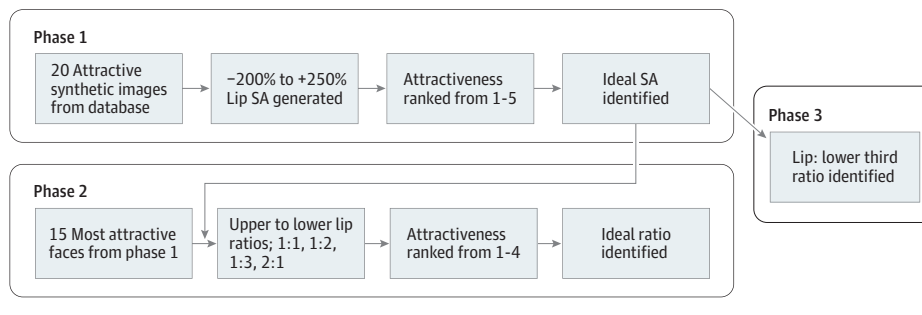 Phase 1
20 Attractive
synthetic images
from database
−200% to +250%
Lip SA generated
Attractiveness
ranked from 1-5
Ideal SA
identified
Phase 3
Lip: lower third
ratio identified
Phase 2
15 Most attractive
faces from phase 1
Upper to lower lip
ratios; 1:1, 1:2,
1:3, 2:1
Attractiveness
ranked from 1-4
Ideal ratio
identified